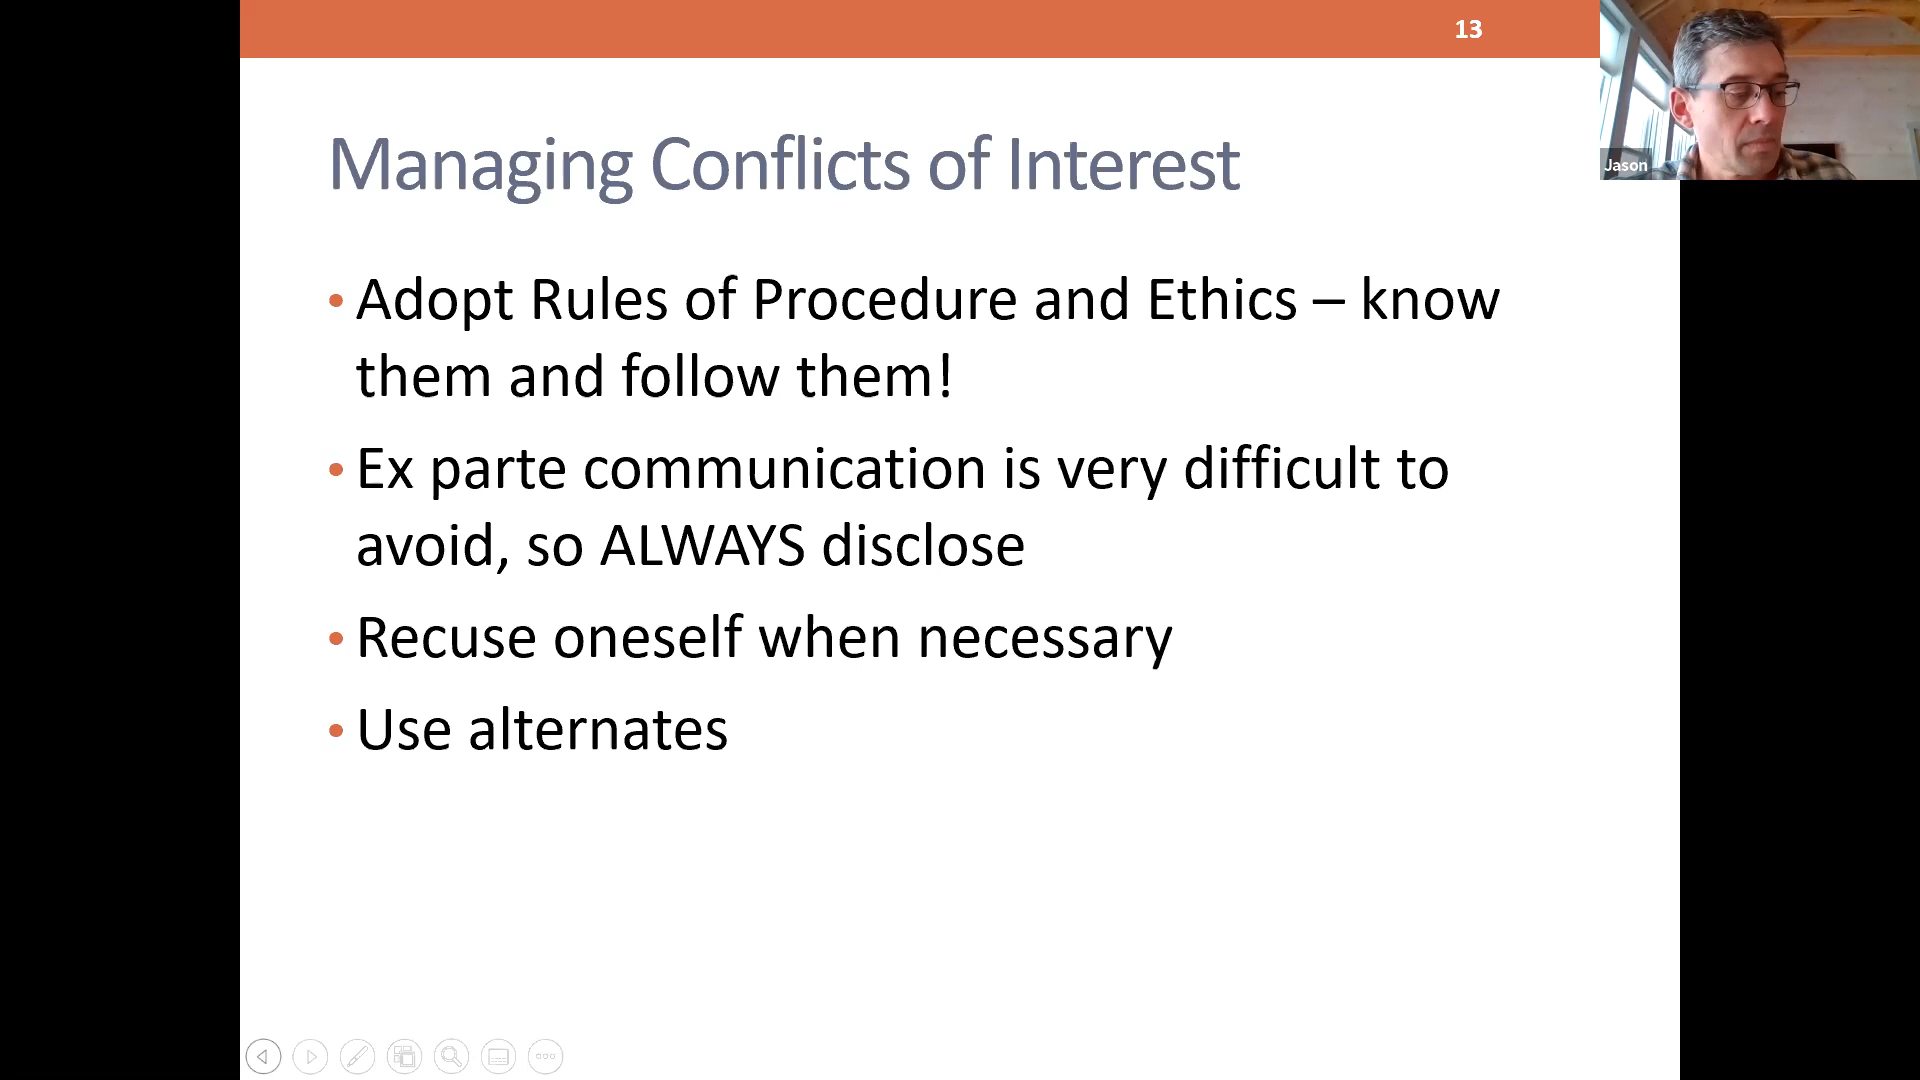 13
Jason
Managing Conflicts of Interest
• Adopt Rules of Procedure and Ethics – know
them and follow them!
• Ex parte communication is very difficult to
avoid, so ALWAYS disclose
• Recuse oneself when necessary
• Use alternates